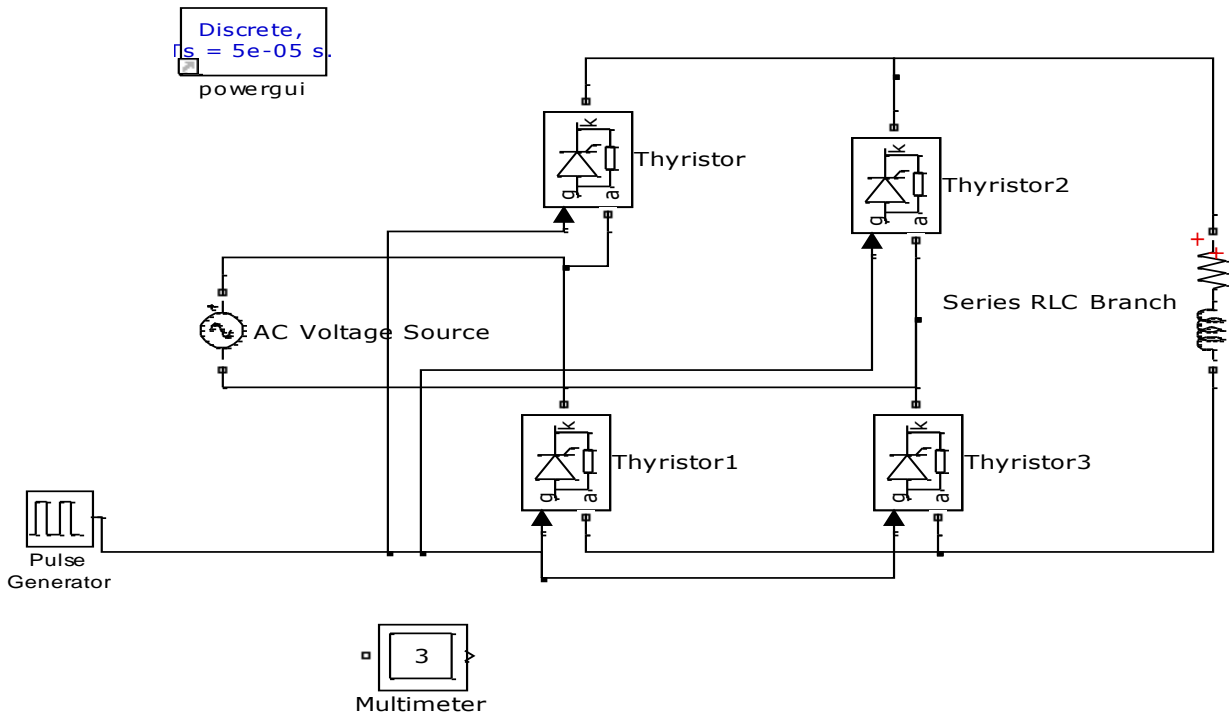 Discrete,
Ts = 5e-05 s.
powergui
k
g
a
Thyristor
k
g
a
Thyristor2
+
+
Series RLC Branch
+
AC Voltage Source
k
g
a
Thyristor1
k
g
a
Thyristor3
Pulse
Generator
3
Multimeter